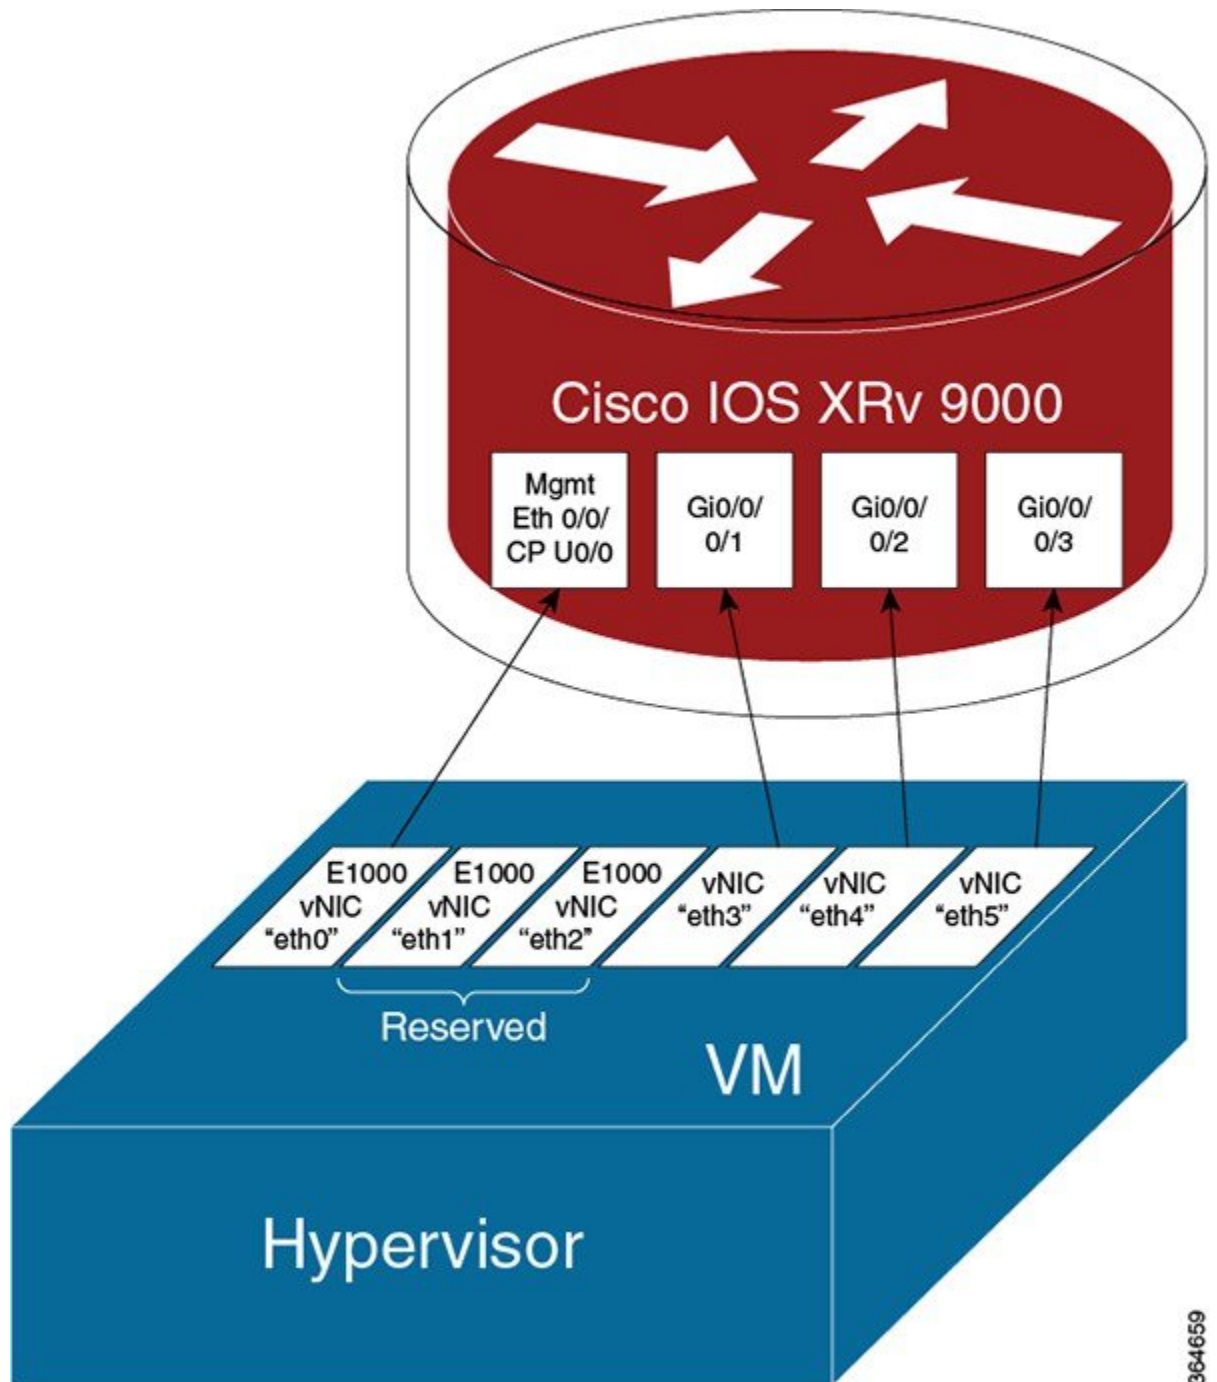 Cisco IOS XRv 9000
Mgmt
Eth 0/0/
CP U0/0
Gi0/0/
0/1
Gi0/0/
0/2
Gi0/0/
0/3
E1000
vNIC
“eth0”
E1000
vNIC
“eth1”
E1000
vNIC
“eth2”
vNIC
“eth3”
vNIC
“eth4”
vNIC
“eth5”
Reserved
VM
Hypervisor
364659